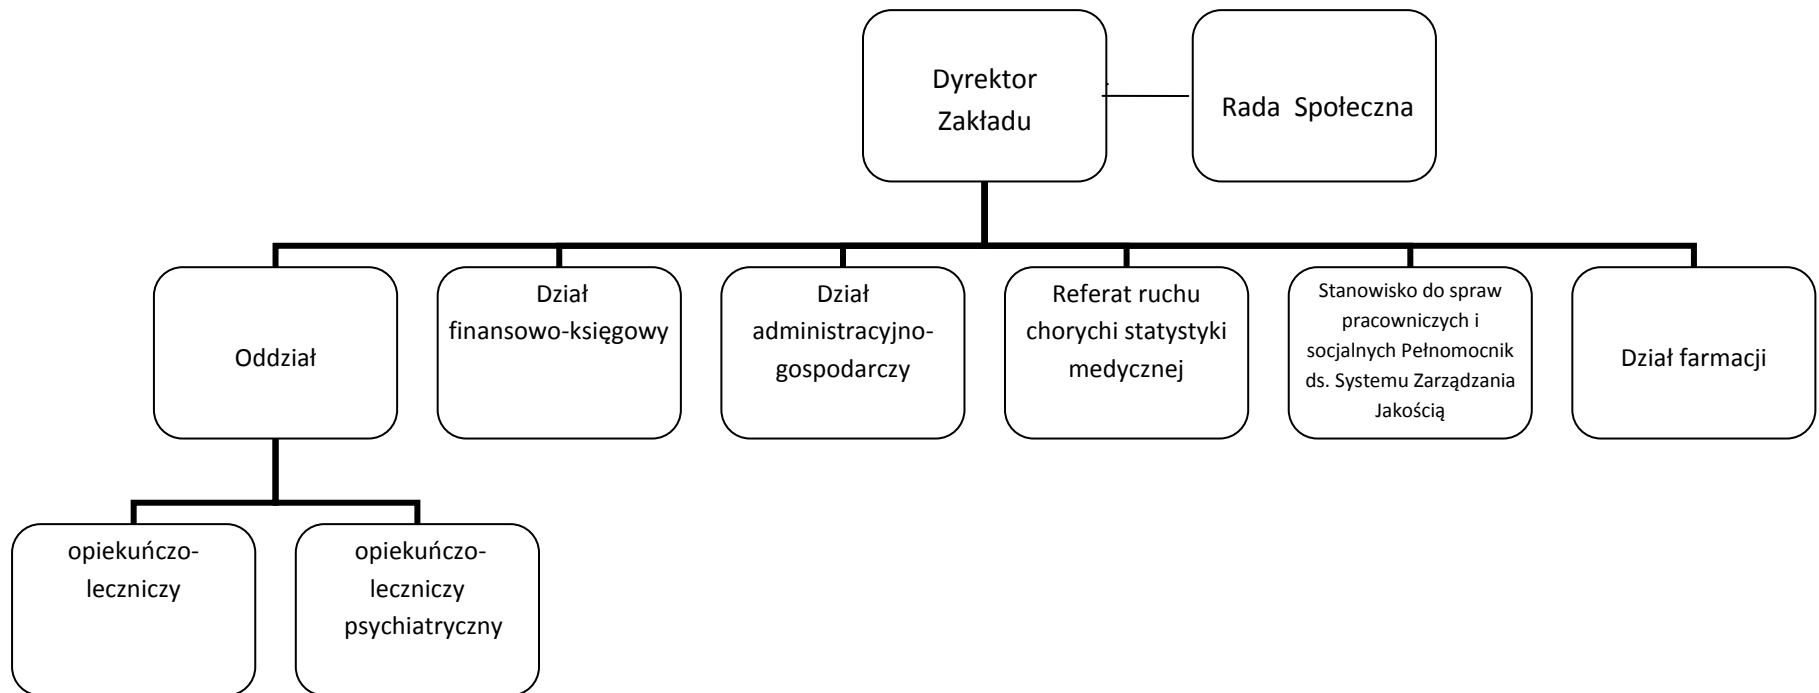 Dyrektor
Zakładu
Rada Społeczna
Oddział
Dział
finansowo-księgowy
Dział
administracyjno-
gospodarczy
Referat ruchu
chorychi statystyki
medycznej
Stanowisko do spraw
pracowniczych i
socjalnych Pełnomocnik
ds. Systemu Zarządzania
Jakością
Dział farmacji
opiekuńczo-
leczniczy
opiekuńczo-
leczniczy
psychiatryczny